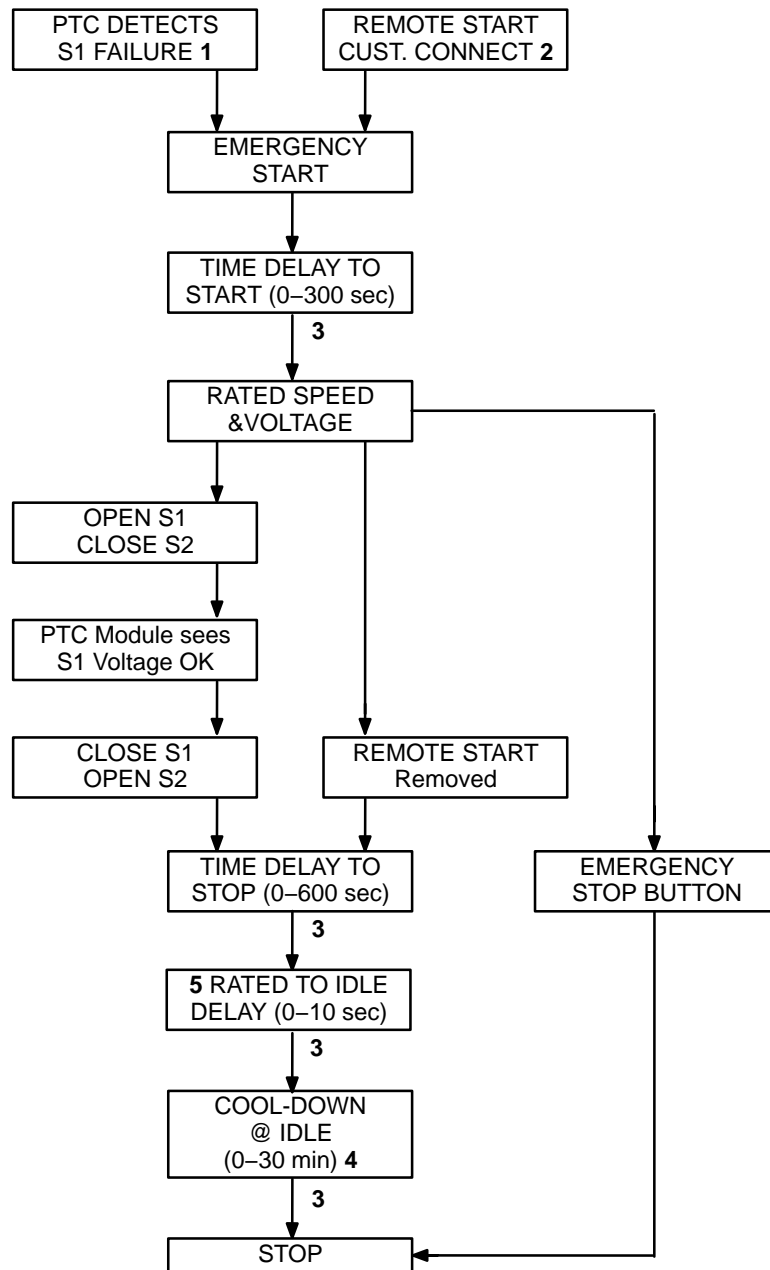 PTC DETECTS
S1 FAILURE 1
REMOTE START
CUST. CONNECT 2
EMERGENCY
START
TIME DELAY TO
START (0–300 sec)
3
RATED SPEED
&VOLTAGE
OPEN S1
CLOSE S2
PTC Module sees
S1 Voltage OK
CLOSE S1
OPEN S2
REMOTE START
Removed
TIME DELAY TO
STOP (0–600 sec)
EMERGENCY
STOP BUTTON
3
5 RATED TO IDLE
DELAY (0–10 sec)
3
COOL-DOWN
@ IDLE
(0–30 min) 4
3
STOP